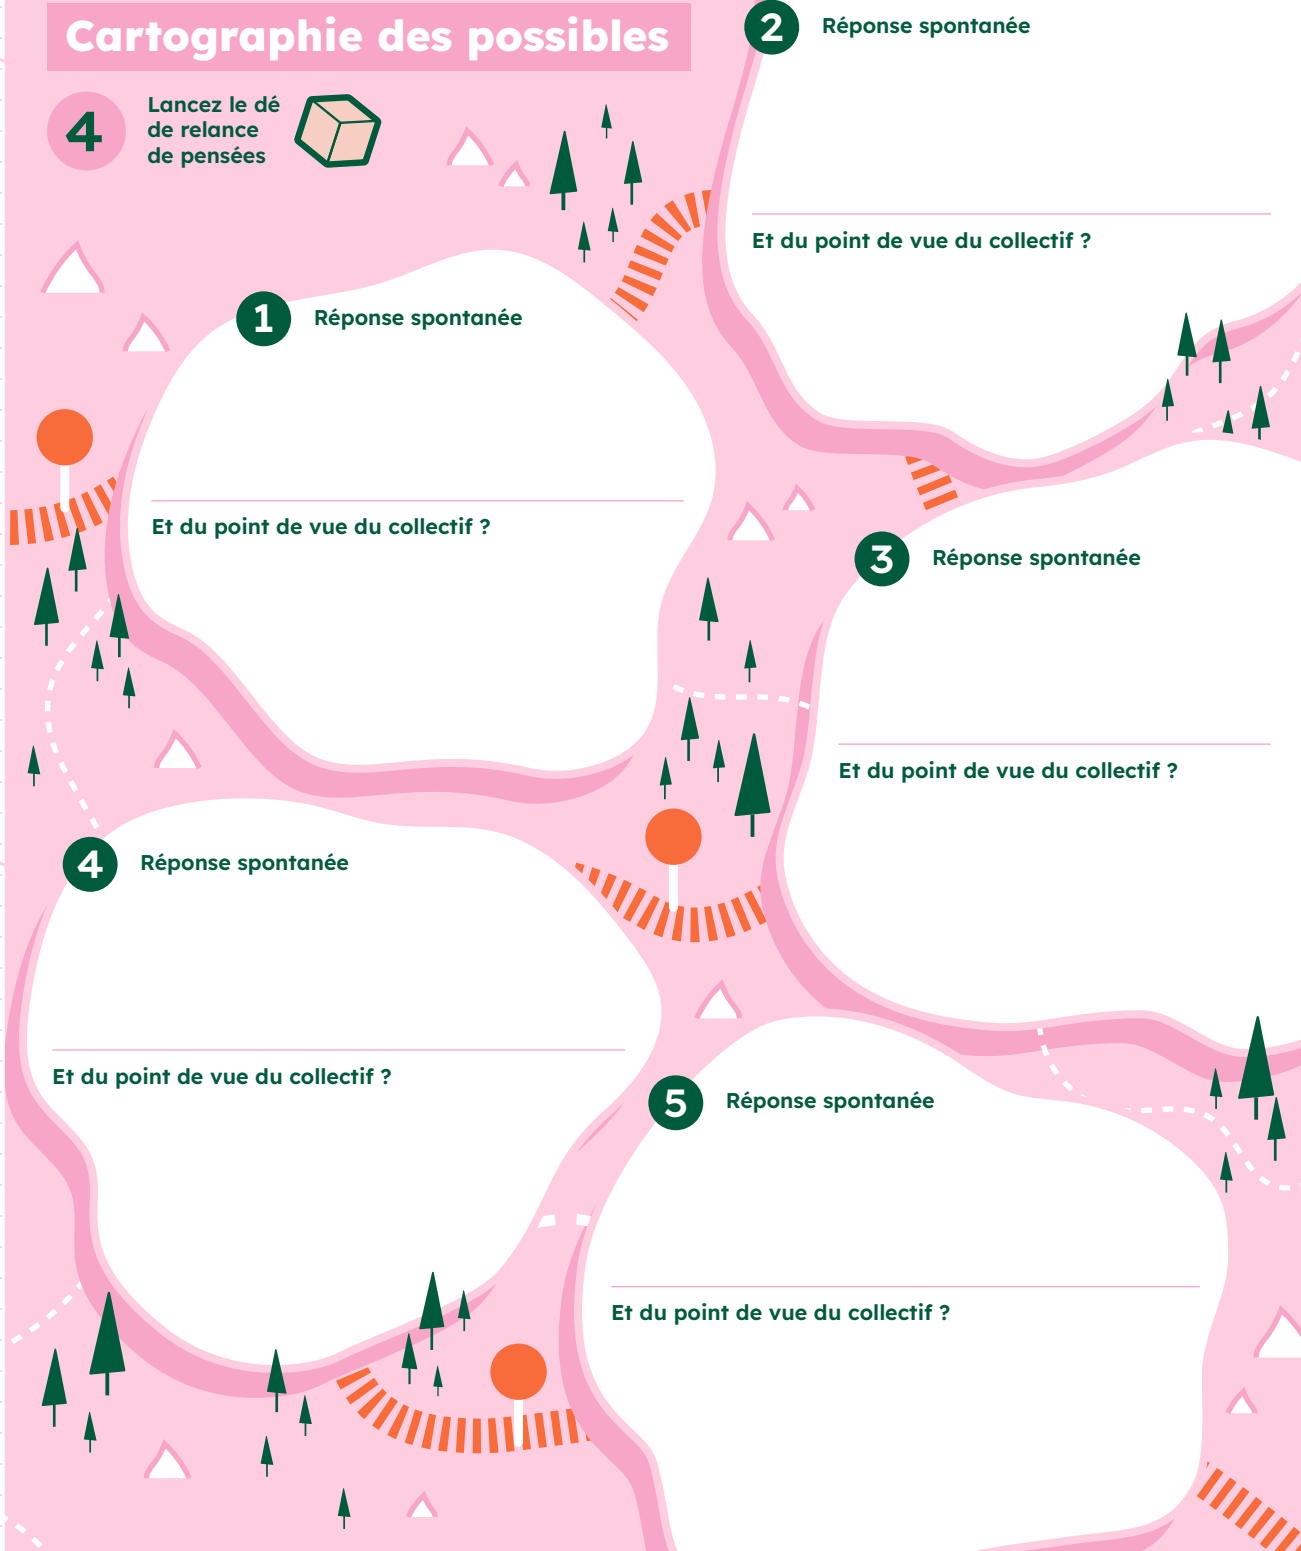 Cartographie des possibles
4
Lancez le dé
de relance
de pensées
1
Réponse spontanée
Et du point de vue du collectif ?
2
Réponse spontanée
Et du point de vue du collectif ?
3
Réponse spontanée
Et du point de vue du collectif ?
4
Réponse spontanée
Et du point de vue du collectif ?
5
Réponse spontanée
Et du point de vue du collectif ?